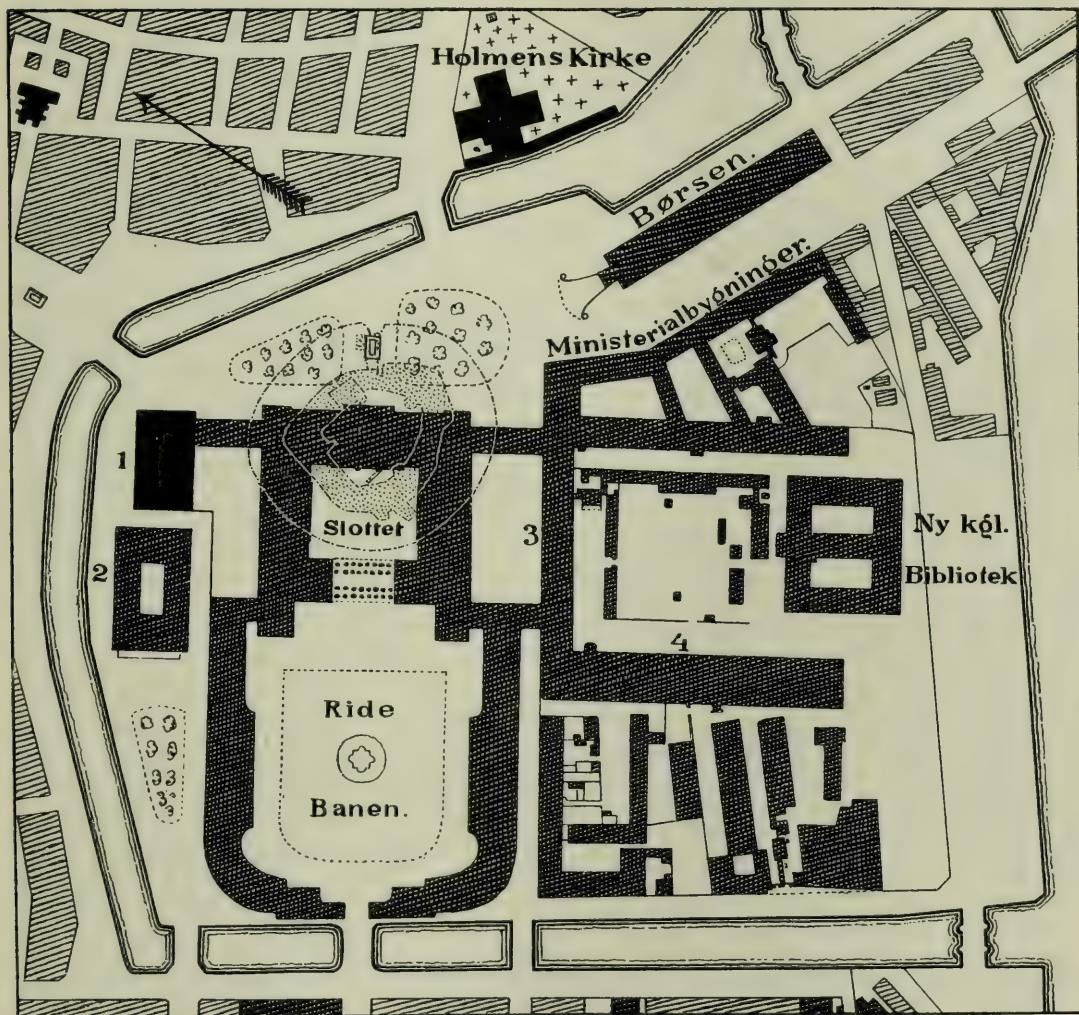 Holmens Kirke
Børsen.
Ministerialbygninger.
1
2
Slottet
3
Ny kgl.
Bibliotek
4
Ride
Banen.